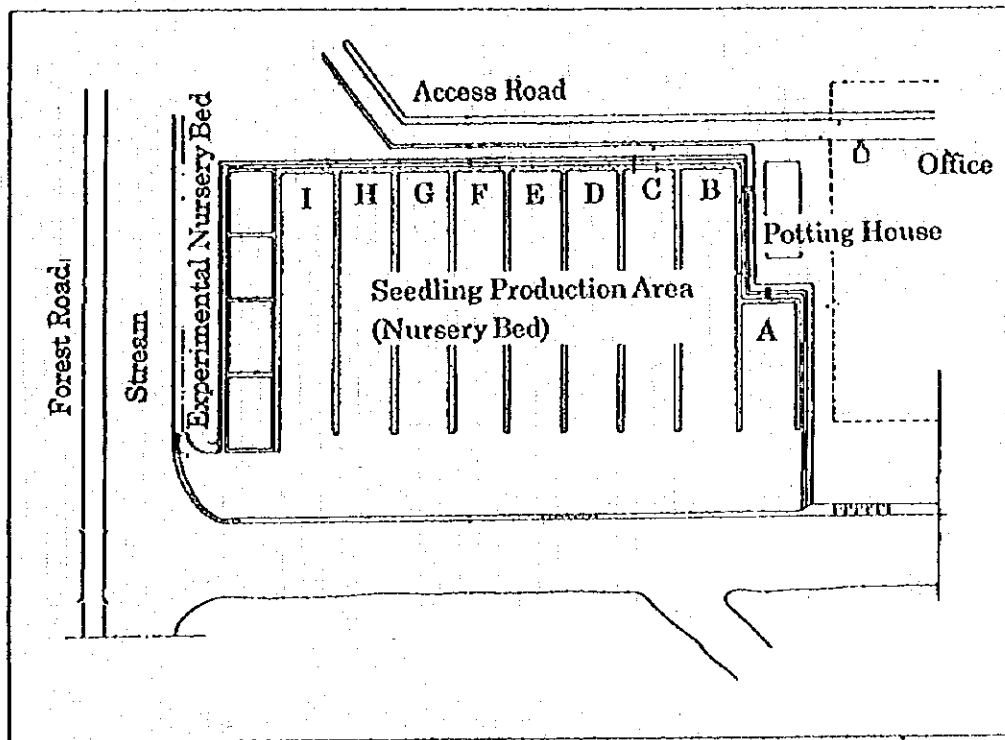 Access Road
Office
Experimental Nursery Bed
I H G F E D C B
Potting House
Seedling Production Area
(Nursery Bed)
A
Forest Road
Stream